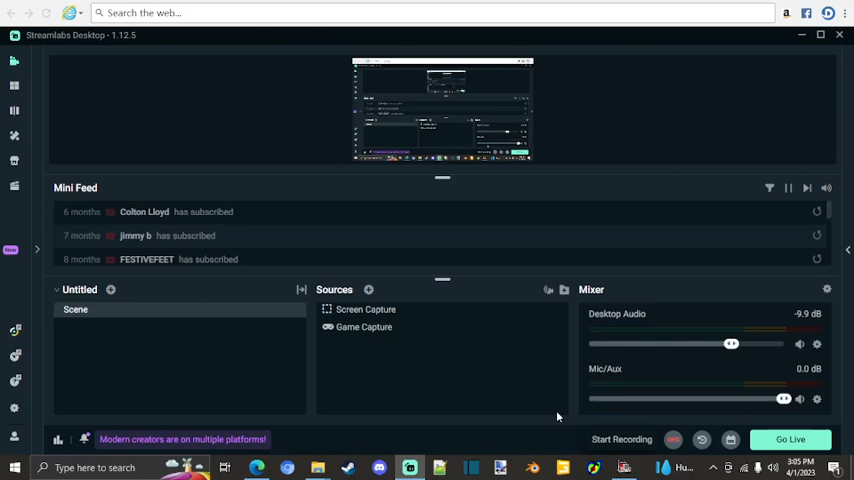 Search the web...
Streamlabs Desktop - 1.12.5
Mini Feed
6 months Colton Lloyd has subscribed
7 months jimmy b has subscribed
8 months FESTIVEFEET has subscribed
Untitled
Sources
Mixer
Scene
Screen Capture
Game Capture
Desktop Audio -9.9 dB
Mic/Aux 0.0 dB
New
Modern creators are on multiple platforms!
Start Recording
REC
Go Live
Type here to search
Hu...
3:05 PM
4/1/2023